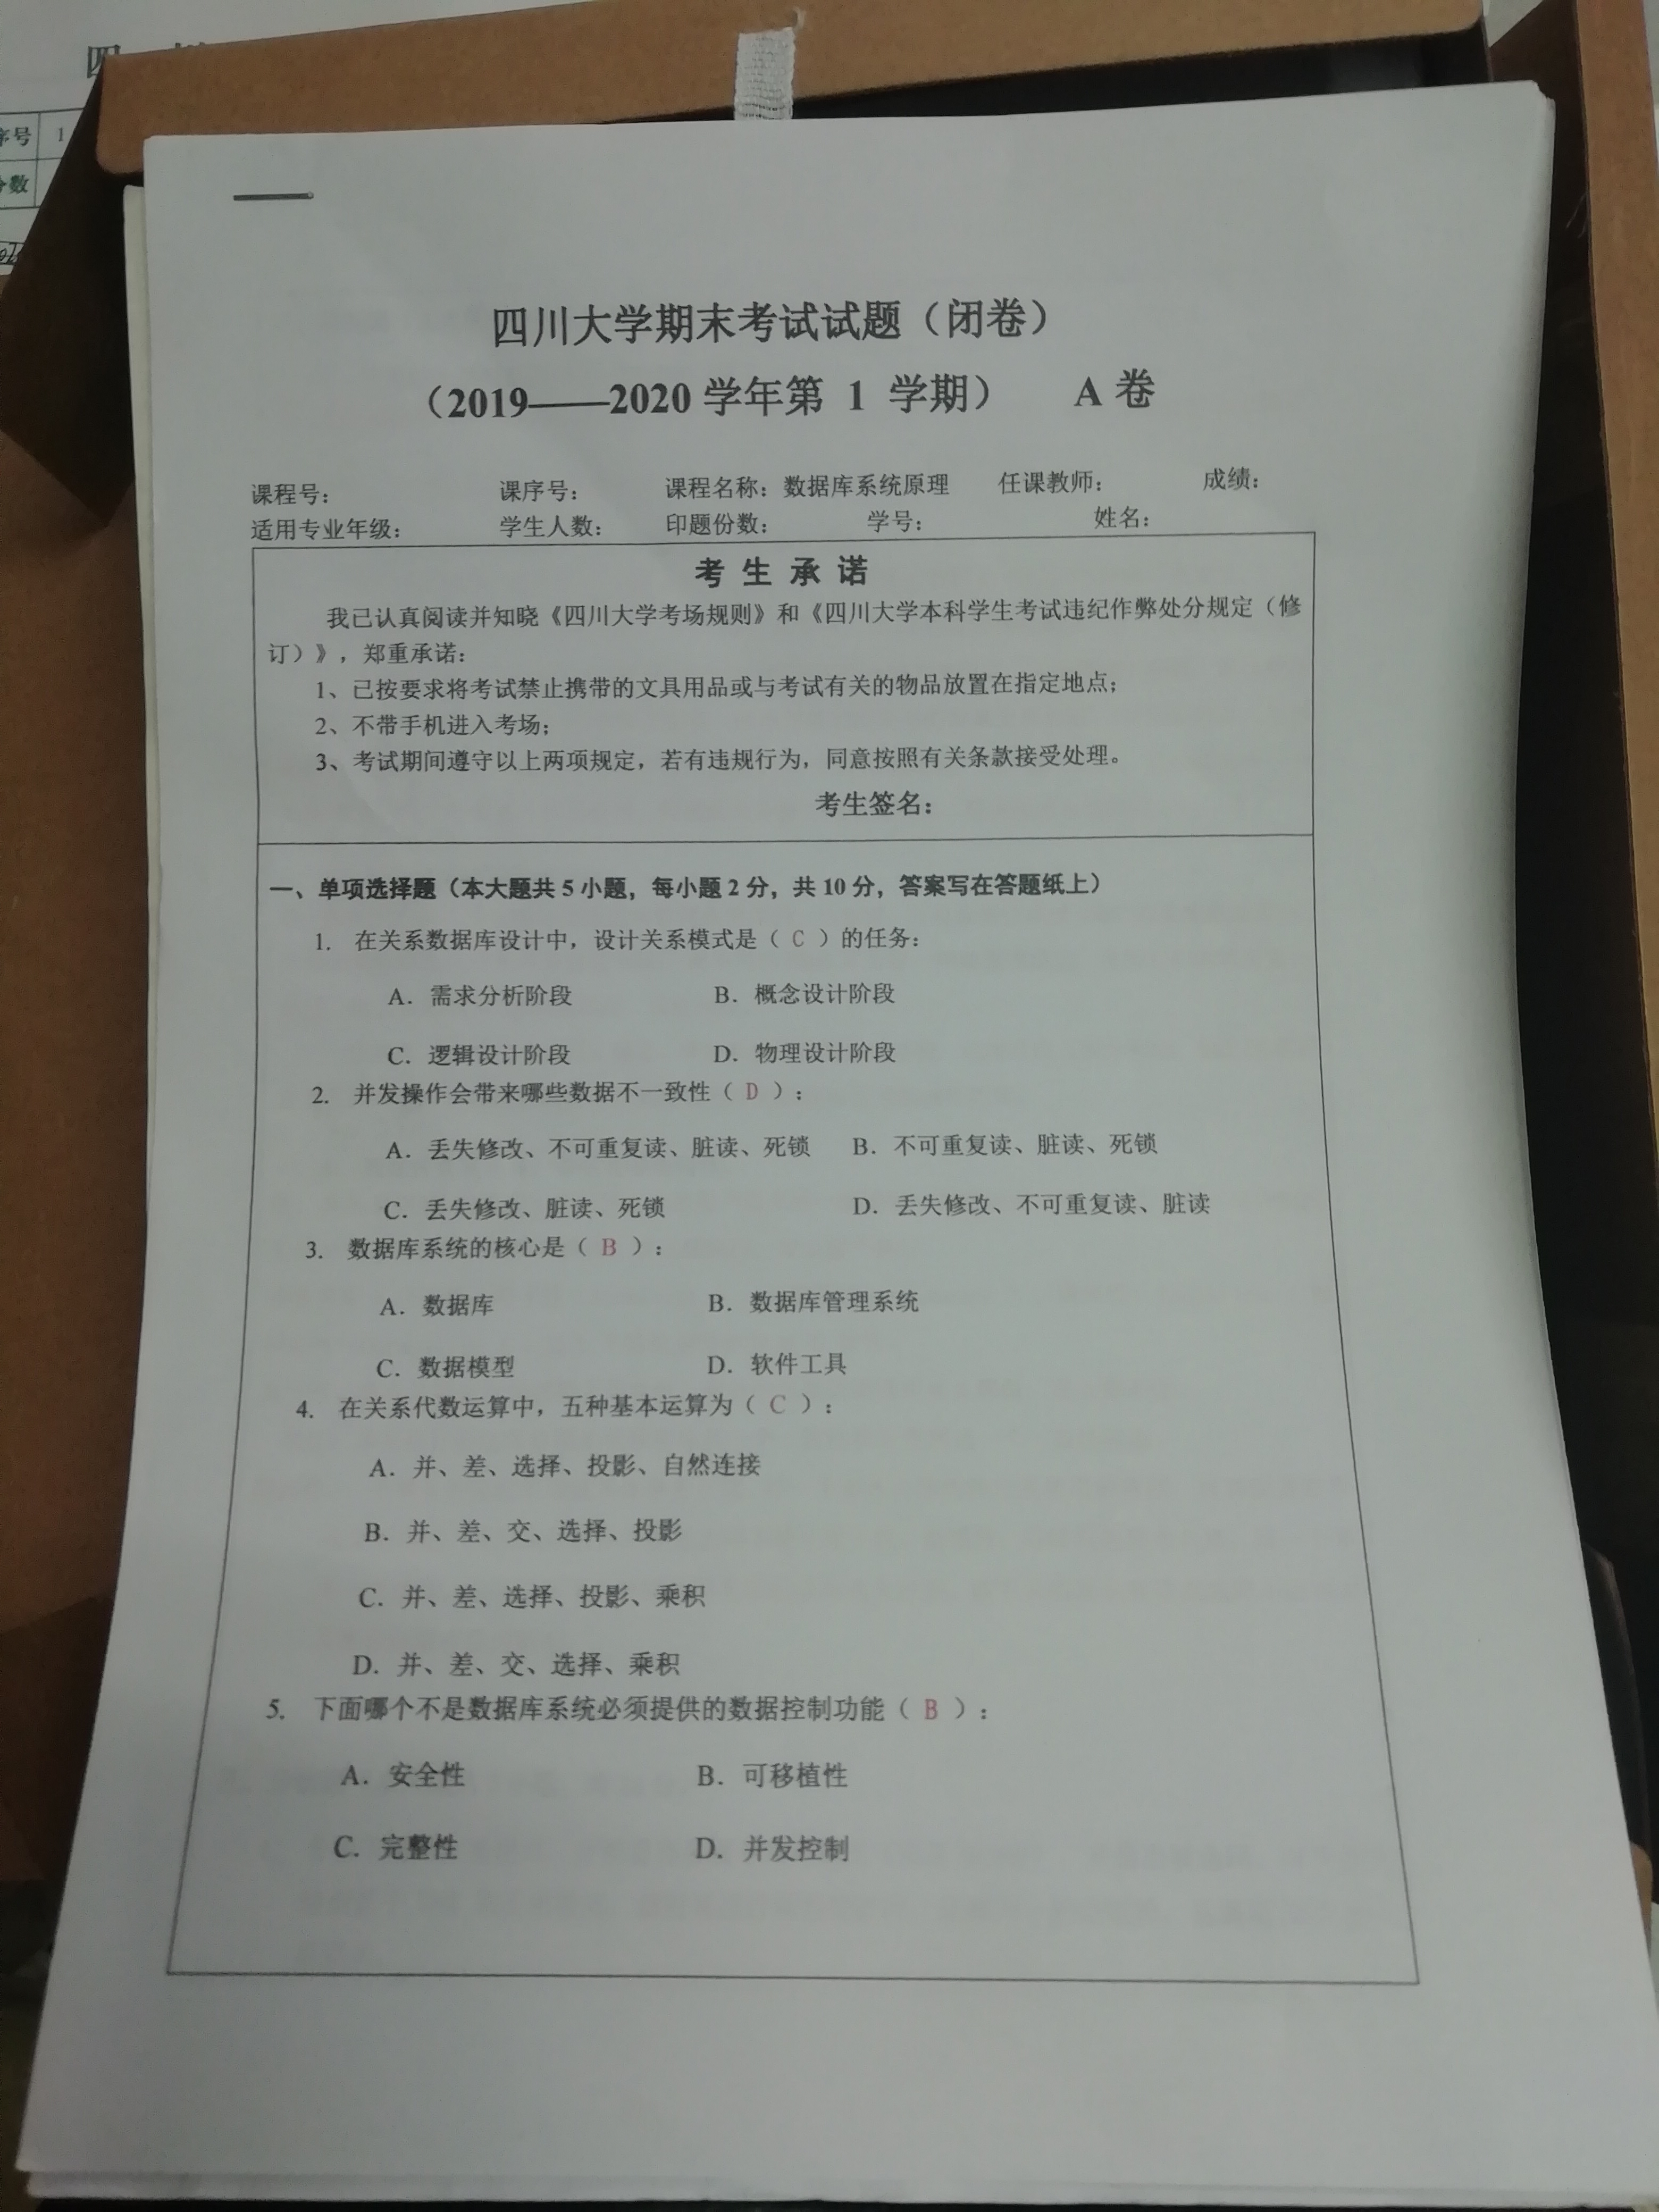 四
序号 1
分数
四川大学期末考试试题（闭卷）
（2019——2020 学年第 1 学期） A 卷
课程号： 课序号： 课程名称：数据库系统原理 任课教师： 成绩：
适用专业年级： 学生人数： 印题份数： 学号： 姓名：
考 生 承 诺
我已认真阅读并知晓《四川大学考场规则》和《四川大学本科学生考试违纪作弊处分规定（修
订）》，郑重承诺：
1、已按要求将考试禁止携带的文具用品或与考试有关的物品放置在指定地点；
2、不带手机进入考场；
3、考试期间遵守以上两项规定，若有违规行为，同意按照有关条款接受处理。
考生签名：
一、单项选择题（本大题共 5 小题，每小题 2 分，共 10 分，答案写在答题纸上）
1. 在关系数据库设计中，设计关系模式是（ C ）的任务：
A．需求分析阶段 B．概念设计阶段
C．逻辑设计阶段 D．物理设计阶段
2. 并发操作会带来哪些数据不一致性（ D ）：
A．丢失修改、不可重复读、脏读、死锁 B．不可重复读、脏读、死锁
C．丢失修改、脏读、死锁 D．丢失修改、不可重复读、脏读
3. 数据库系统的核心是（ B ）：
A．数据库 B．数据库管理系统
C．数据模型 D．软件工具
4. 在关系代数运算中，五种基本运算为（ C ）：
A．并、差、选择、投影、自然连接
B．并、差、交、选择、投影
C．并、差、选择、投影、乘积
D．并、差、交、选择、乘积
5. 下面哪个不是数据库系统必须提供的数据控制功能（ B ）：
A．安全性 B．可移植性
C．完整性 D．并发控制